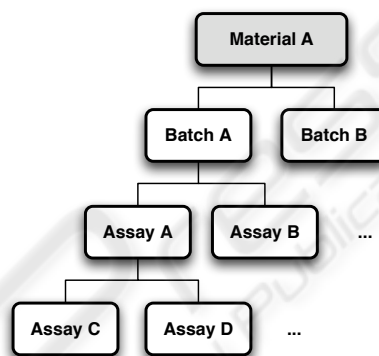 Material A
Batch A
Batch B
Assay A
Assay B
...
Assay C
Assay D
...